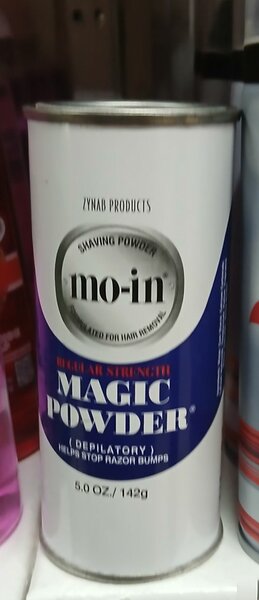 ZYNAB PRODUCTS
SHAVING POWDER
mo-in®
FOR HAIR REMOVAL
REGULAR STRENGTH
MAGIC
POWDER®
( DEPILATORY )
HELPS STOP RAZOR BUMPS
5.0 OZ./ 142g